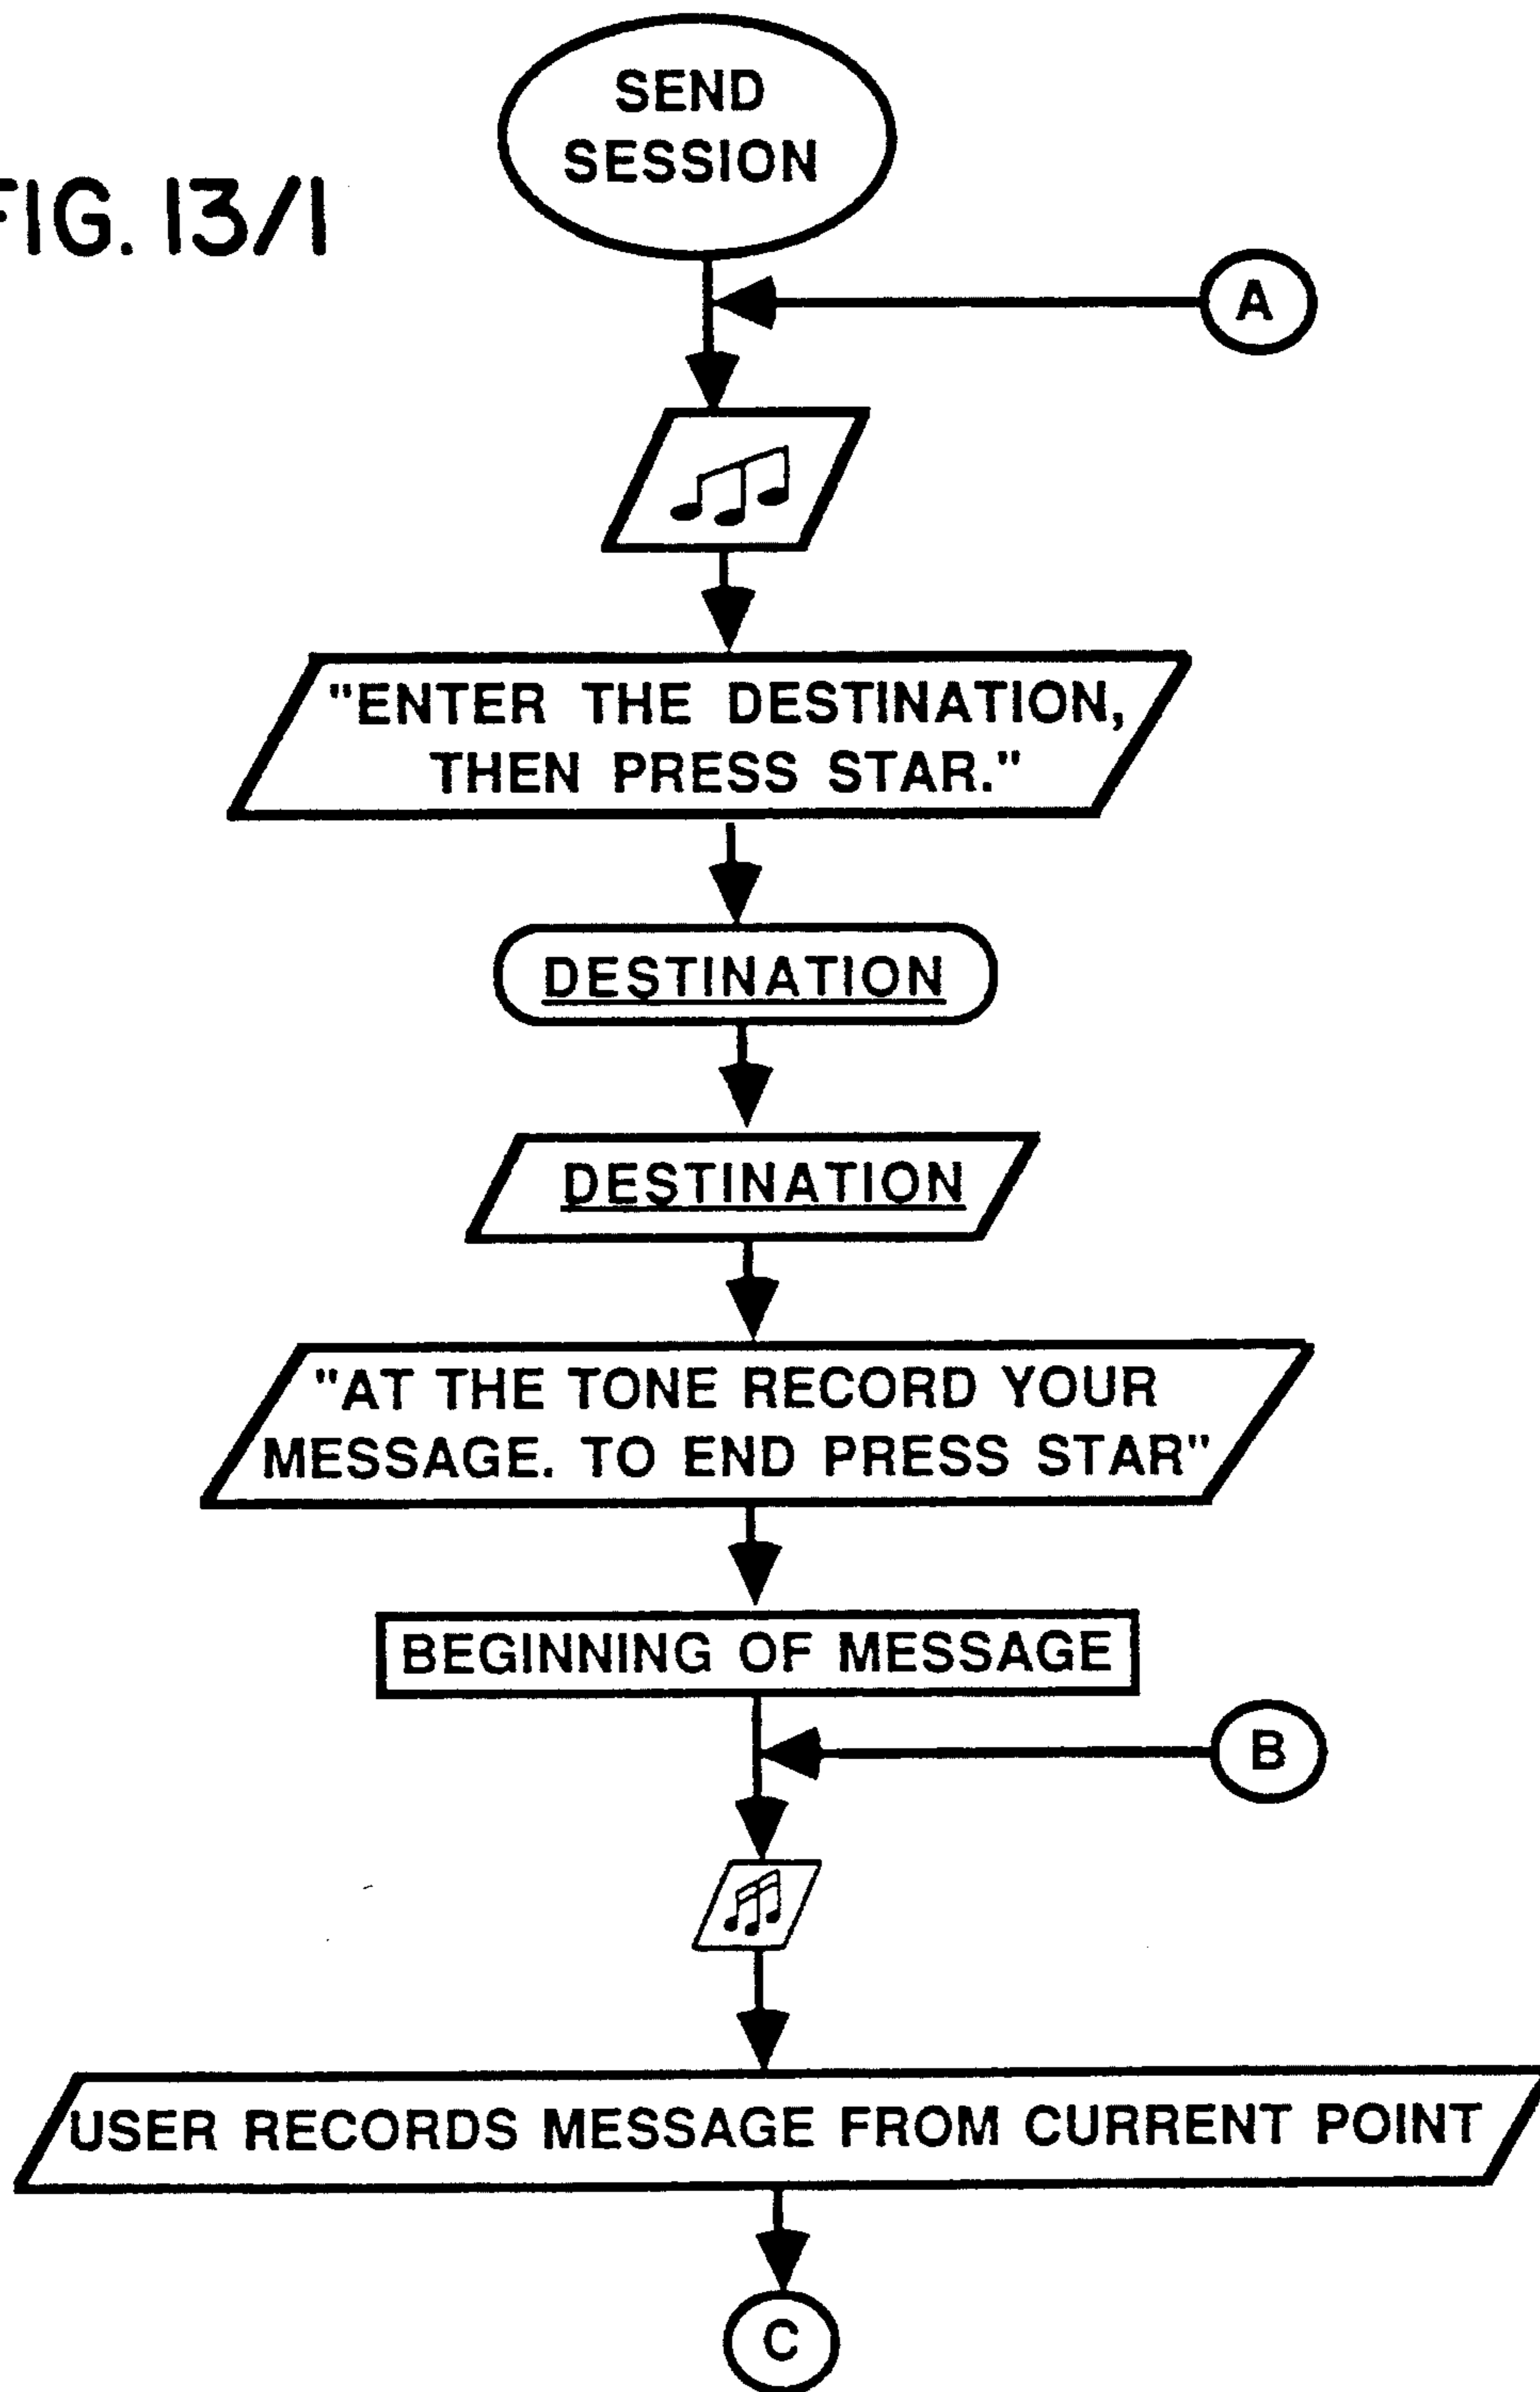 SEND
SESSION
FIG. 13/1
A
"ENTER THE DESTINATION,
THEN PRESS STAR."
DESTINATION
DESTINATION
"AT THE TONE RECORD YOUR
MESSAGE. TO END PRESS STAR"
BEGINNING OF MESSAGE
B
USER RECORDS MESSAGE FROM CURRENT POINT
C